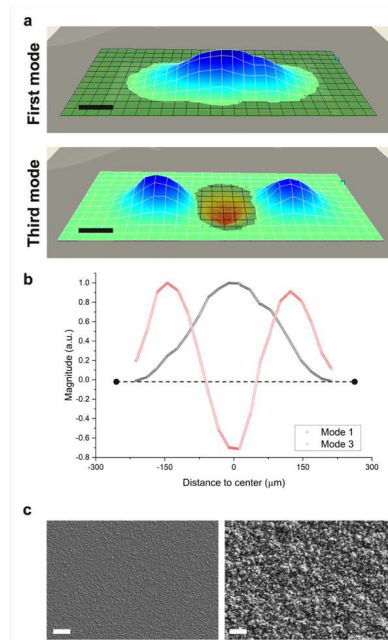 a
First mode
Third mode
b
1.0
0.8
0.6
0.4
0.2
0.0
-0.2
-0.4
-0.6
-0.8
Magnitude (a.u.)
Mode 1
Mode 3
-300
-150
0
150
300
Distance to center (μm)
c